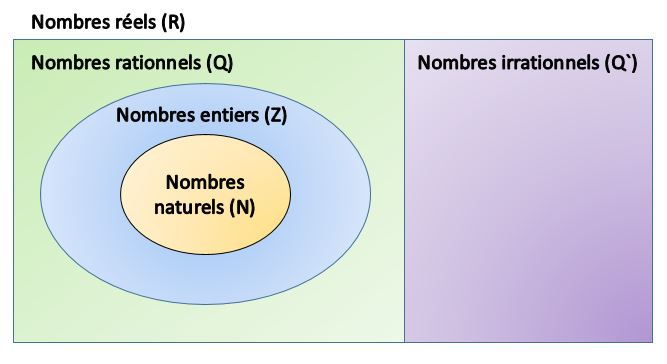 Nombres réels (R)
Nombres rationnels (Q)
Nombres irrationnels (Q`)
Nombres entiers (Z)
Nombres
naturels (N)